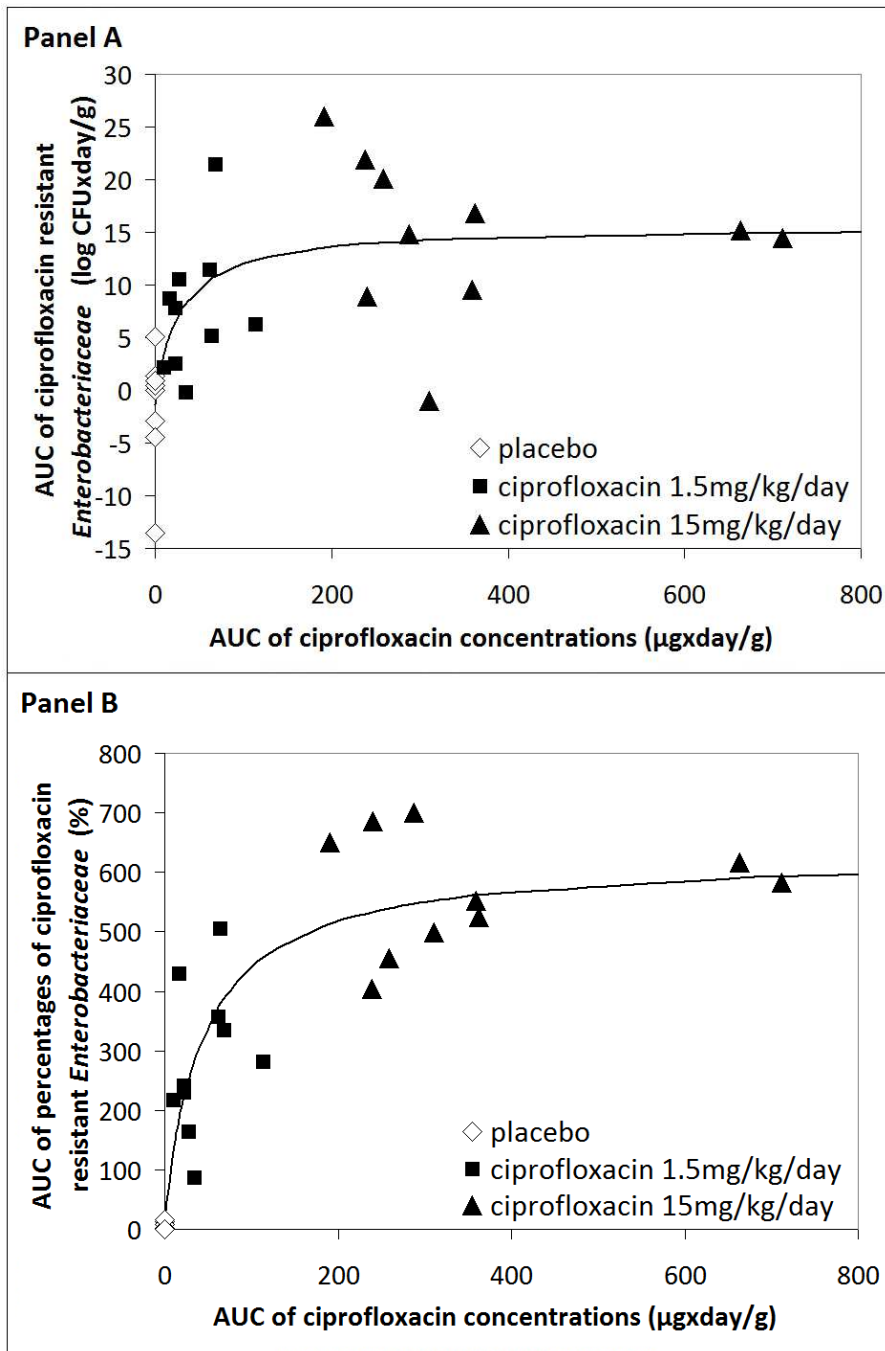 Panel A
AUC of ciprofloxacin resistant
Enterobacteriaceae (log CFUxday/g)
30
25
20
15
10
5
0
-5
-10
-15
placebo
ciprofloxacin 1.5mg/kg/day
ciprofloxacin 15mg/kg/day
0 200 400 600 800
AUC of ciprofloxacin concentrations (µgxday/g)
Panel B
AUC of percentages of ciprofloxacin
resistant Enterobacteriaceae (%)
800
700
600
500
400
300
200
100
0
placebo
ciprofloxacin 1.5mg/kg/day
ciprofloxacin 15mg/kg/day
0 200 400 600 800
AUC of ciprofloxacin concentrations (µgxday/g)